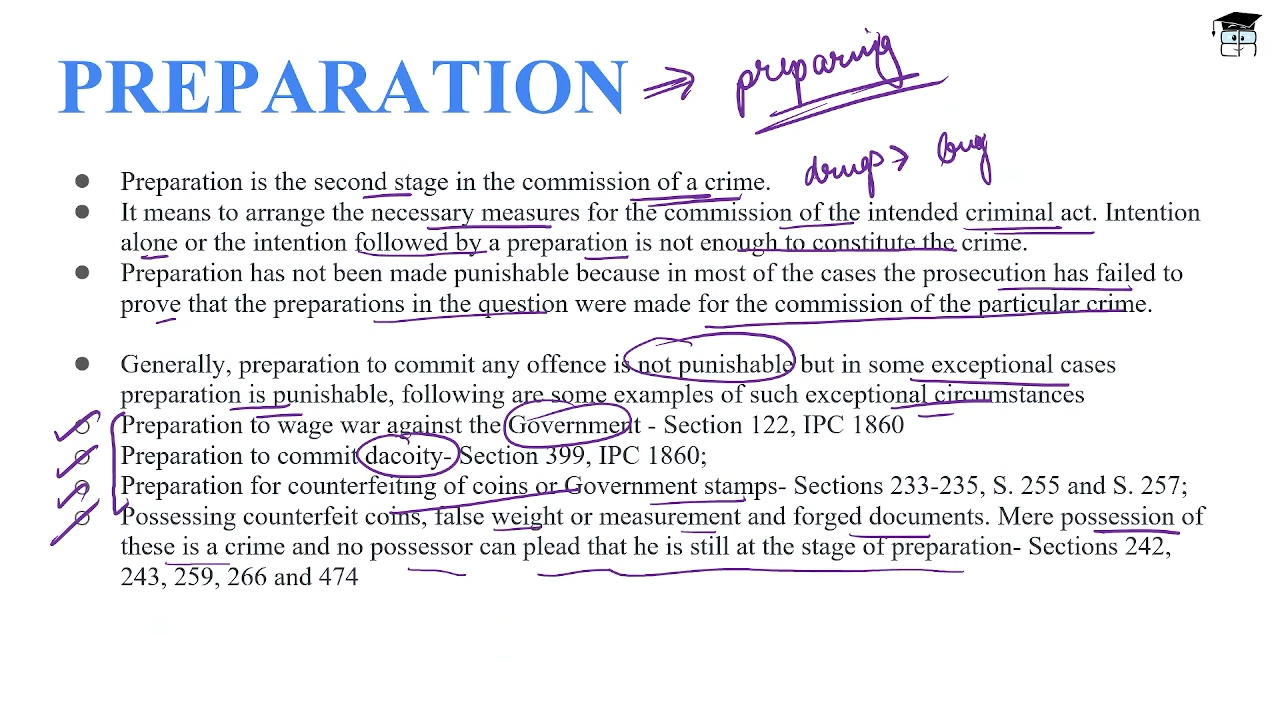 PREPARATION ⇒ preparing
drugs → buy
● Preparation is the second stage in the commission of a crime.
● It means to arrange the necessary measures for the commission of the intended criminal act. Intention
alone or the intention followed by a preparation is not enough to constitute the crime.
● Preparation has not been made punishable because in most of the cases the prosecution has failed to
prove that the preparations in the question were made for the commission of the particular crime.
● Generally, preparation to commit any offence is not punishable but in some exceptional cases
preparation is punishable, following are some examples of such exceptional circumstances
○ Preparation to wage war against the Government - Section 122, IPC 1860
○ Preparation to commit dacoity- Section 399, IPC 1860;
○ Preparation for counterfeiting of coins or Government stamps- Sections 233-235, S. 255 and S. 257;
○ Possessing counterfeit coins, false weight or measurement and forged documents. Mere possession of
these is a crime and no possessor can plead that he is still at the stage of preparation- Sections 242,
243, 259, 266 and 474